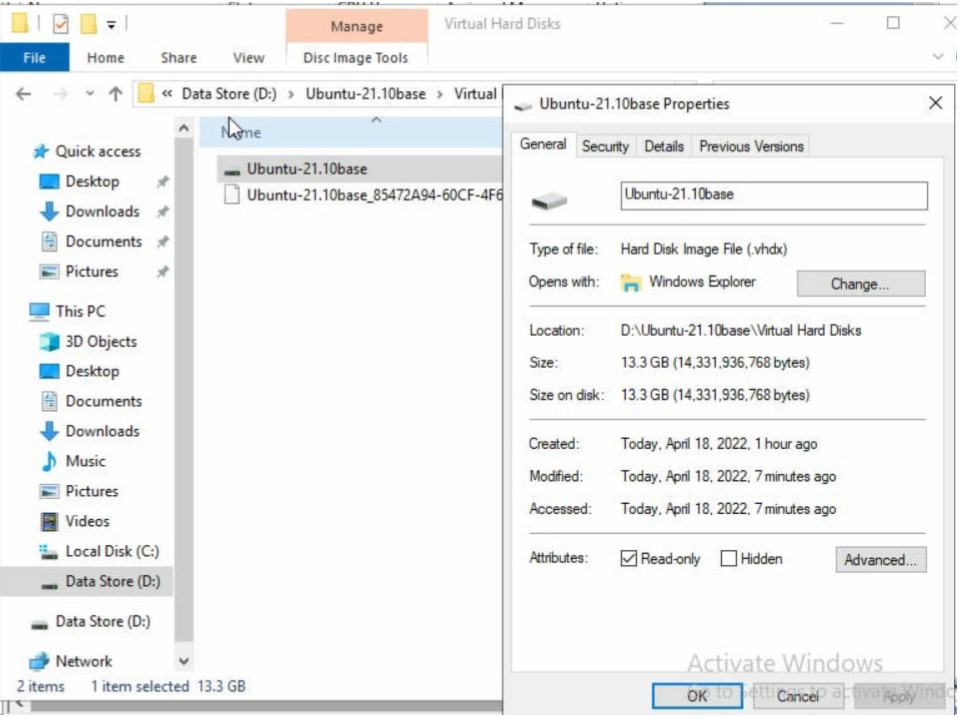 Manage
Virtual Hard Disks
File
Home
Share
View
Disc Image Tools
« Data Store (D:) › Ubuntu-21.10base › Virtual
Name
Quick access
Desktop
Downloads
Documents
Pictures
This PC
3D Objects
Desktop
Documents
Downloads
Music
Pictures
Videos
Local Disk (C:)
Data Store (D:)
Data Store (D:)
Network
Ubuntu-21.10base
Ubuntu-21.10base_85472A94-60CF-4F6
2 items 1 item selected 13.3 GB
Ubuntu-21.10base Properties
General Security Details Previous Versions
Ubuntu-21.10base
Type of file: Hard Disk Image File (.vhdx)
Opens with: Windows Explorer Change...
Location: D:\Ubuntu-21.10base\Virtual Hard Disks
Size: 13.3 GB (14,331,936,768 bytes)
Size on disk: 13.3 GB (14,331,936,768 bytes)
Created: Today, April 18, 2022, 1 hour ago
Modified: Today, April 18, 2022, 7 minutes ago
Accessed: Today, April 18, 2022, 7 minutes ago
Attributes: Read-only Hidden Advanced...
Activate Windows
Go to Settings to activate Windo
OK Cancel Apply